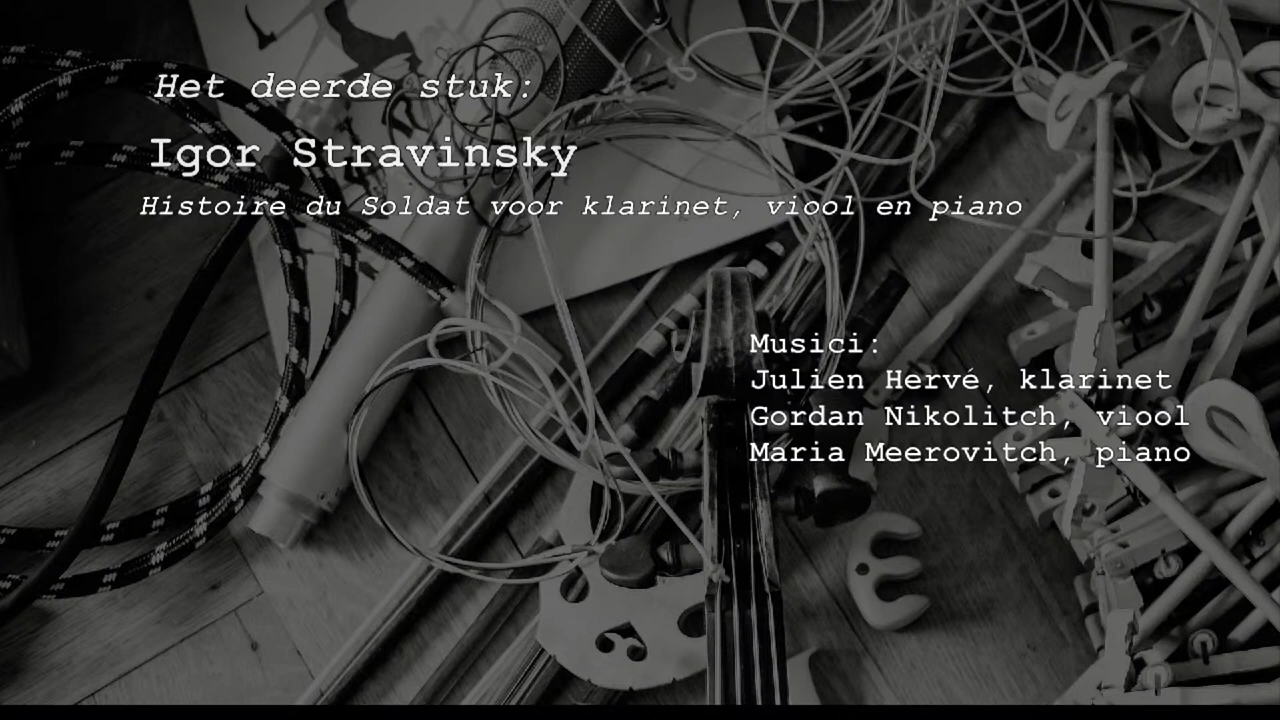 Het deerde stuk:
Igor Stravinsky
Histoire du Soldat voor klarinet, viool en piano
Musici:
Julien Hervé, klarinet
Gordan Nikolitch, viool
Maria Meerovitch, piano